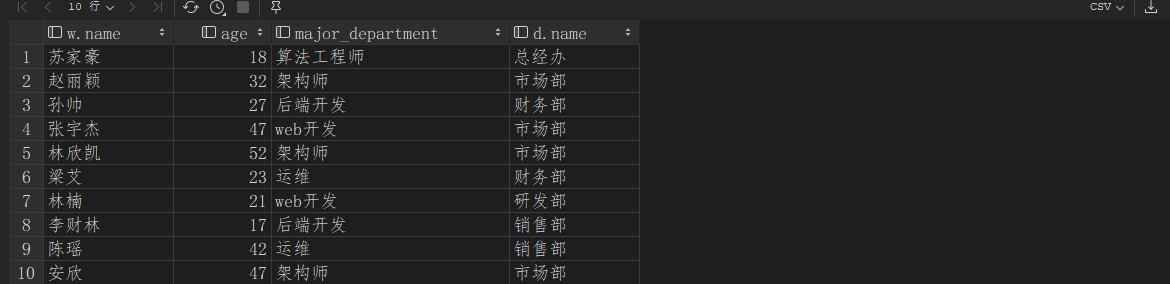 10 行 CSV
w.name age major_department d.name
1 苏家豪 18 算法工程师 总经办
2 赵丽颖 32 架构师 市场部
3 孙帅 27 后端开发 财务部
4 张宇杰 47 web开发 市场部
5 林欣凯 52 架构师 市场部
6 梁艾 23 运维 财务部
7 林楠 21 web开发 研发部
8 李财林 17 后端开发 销售部
9 陈瑶 42 运维 销售部
10 安欣 47 架构师 市场部